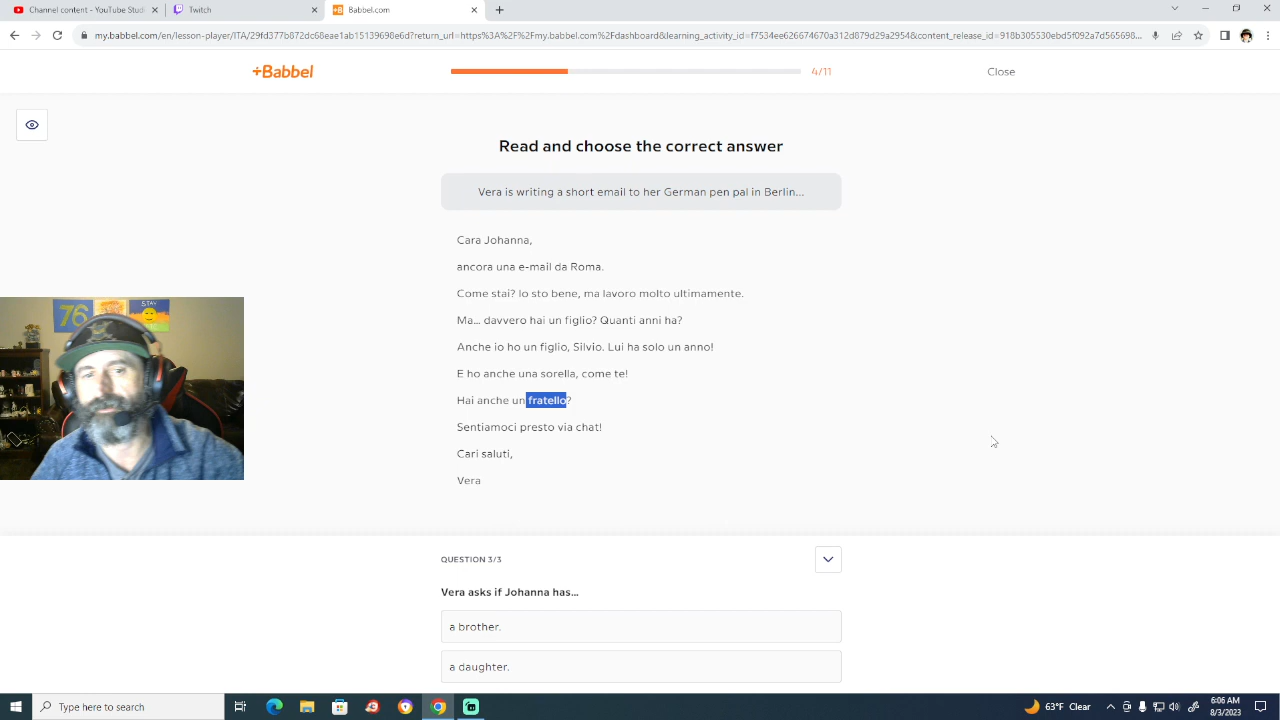 Channel content - YouTube Studi
Twitch
Babbel.com
my.babbel.com/en/lesson-player/ITA/29fd377b872dc68eae1ab15139698e6d?return_url=https%3A%2F%2Fmy.babbel.com%2Fdashboard&learning_activity_id=f7534ee626674670a312d879d29a2954&content_release_id=918b305530ebd5f092a7d565698...
+Babbel
4/11
Close
Read and choose the correct answer
Vera is writing a short email to her German pen pal in Berlin...
Cara Johanna,
ancora una e-mail da Roma.
Come stai? Io sto bene, ma lavoro molto ultimamente.
Ma... davvero hai un figlio? Quanti anni ha?
Anche io ho un figlio, Silvio. Lui ha solo un anno!
E ho anche una sorella, come te!
Hai anche un fratello?
Sentiamoci presto via chat!
Cari saluti,
Vera
76
STAY
QUESTION 3/3
Vera asks if Johanna has...
a brother.
a daughter.
Type here to search
63°F Clear
6:06 AM
8/3/2023